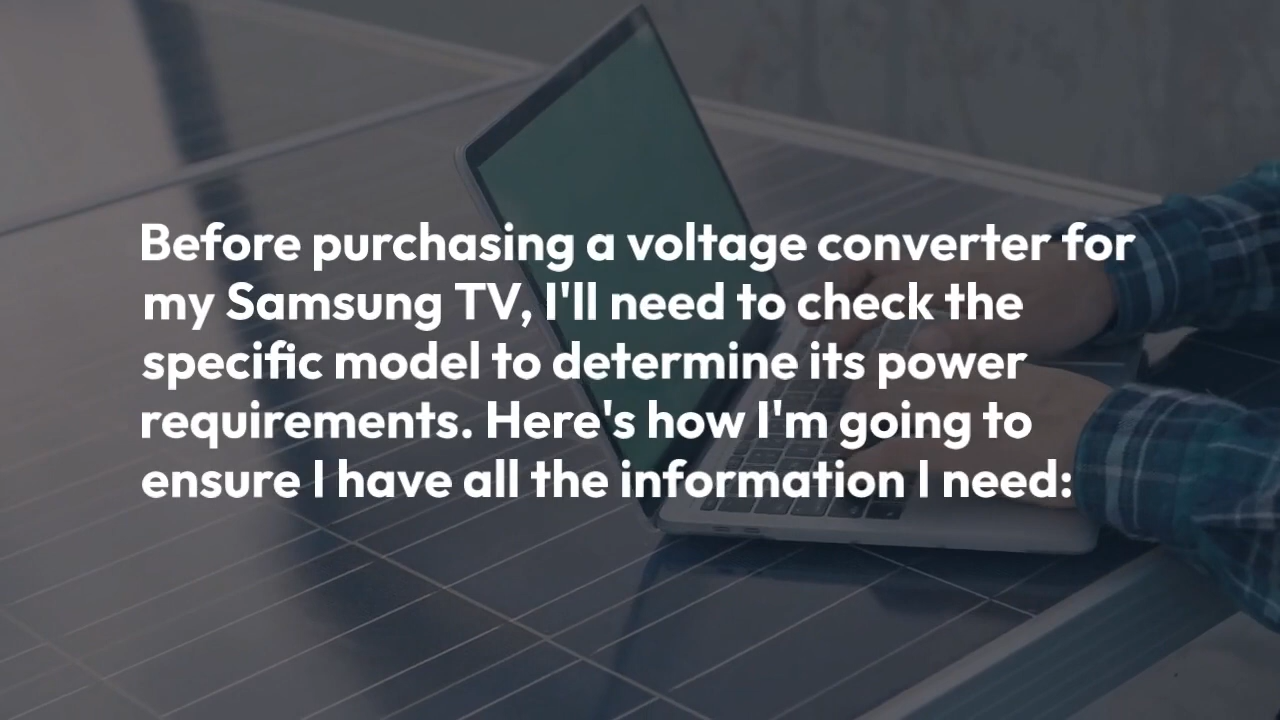 Before purchasing a voltage converter for
my Samsung TV, I'll need to check the
specific model to determine its power
requirements. Here's how I'm going to
ensure I have all the information I need: